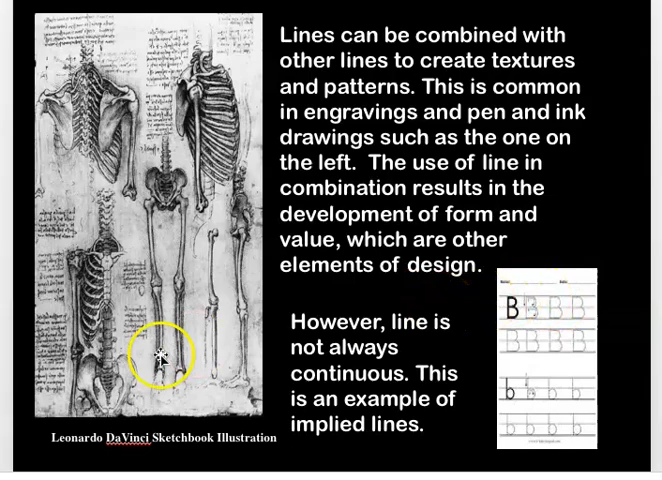 Lines can be combined with
other lines to create textures
and patterns. This is common
in engravings and pen and ink
drawings such as the one on
the left. The use of line in
combination results in the
development of form and
value, which are other
elements of design.
However, line is
not always
continuous. This
is an example of
implied lines.
B B B B B
B B B B
b b b b b
b b b b
Leonardo DaVinci Sketchbook Illustration